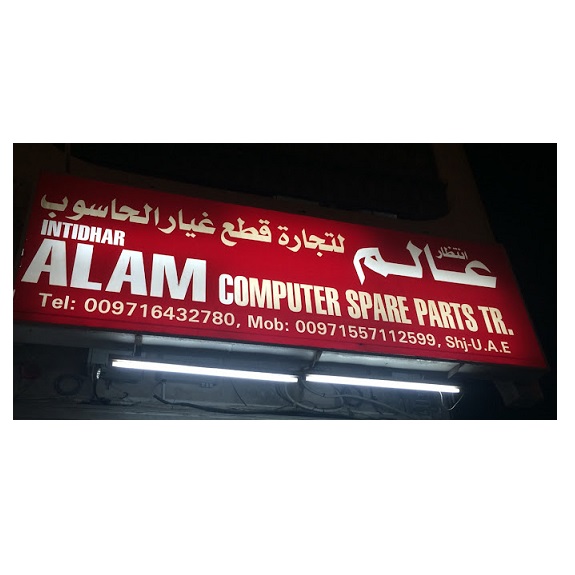 انتظار
عالم لتجارة قطع غيار الحاسوب
INTIDHAR
ALAM COMPUTER SPARE PARTS TR.
Tel: 009716432780, Mob: 00971557112599, Shj-U.A.E